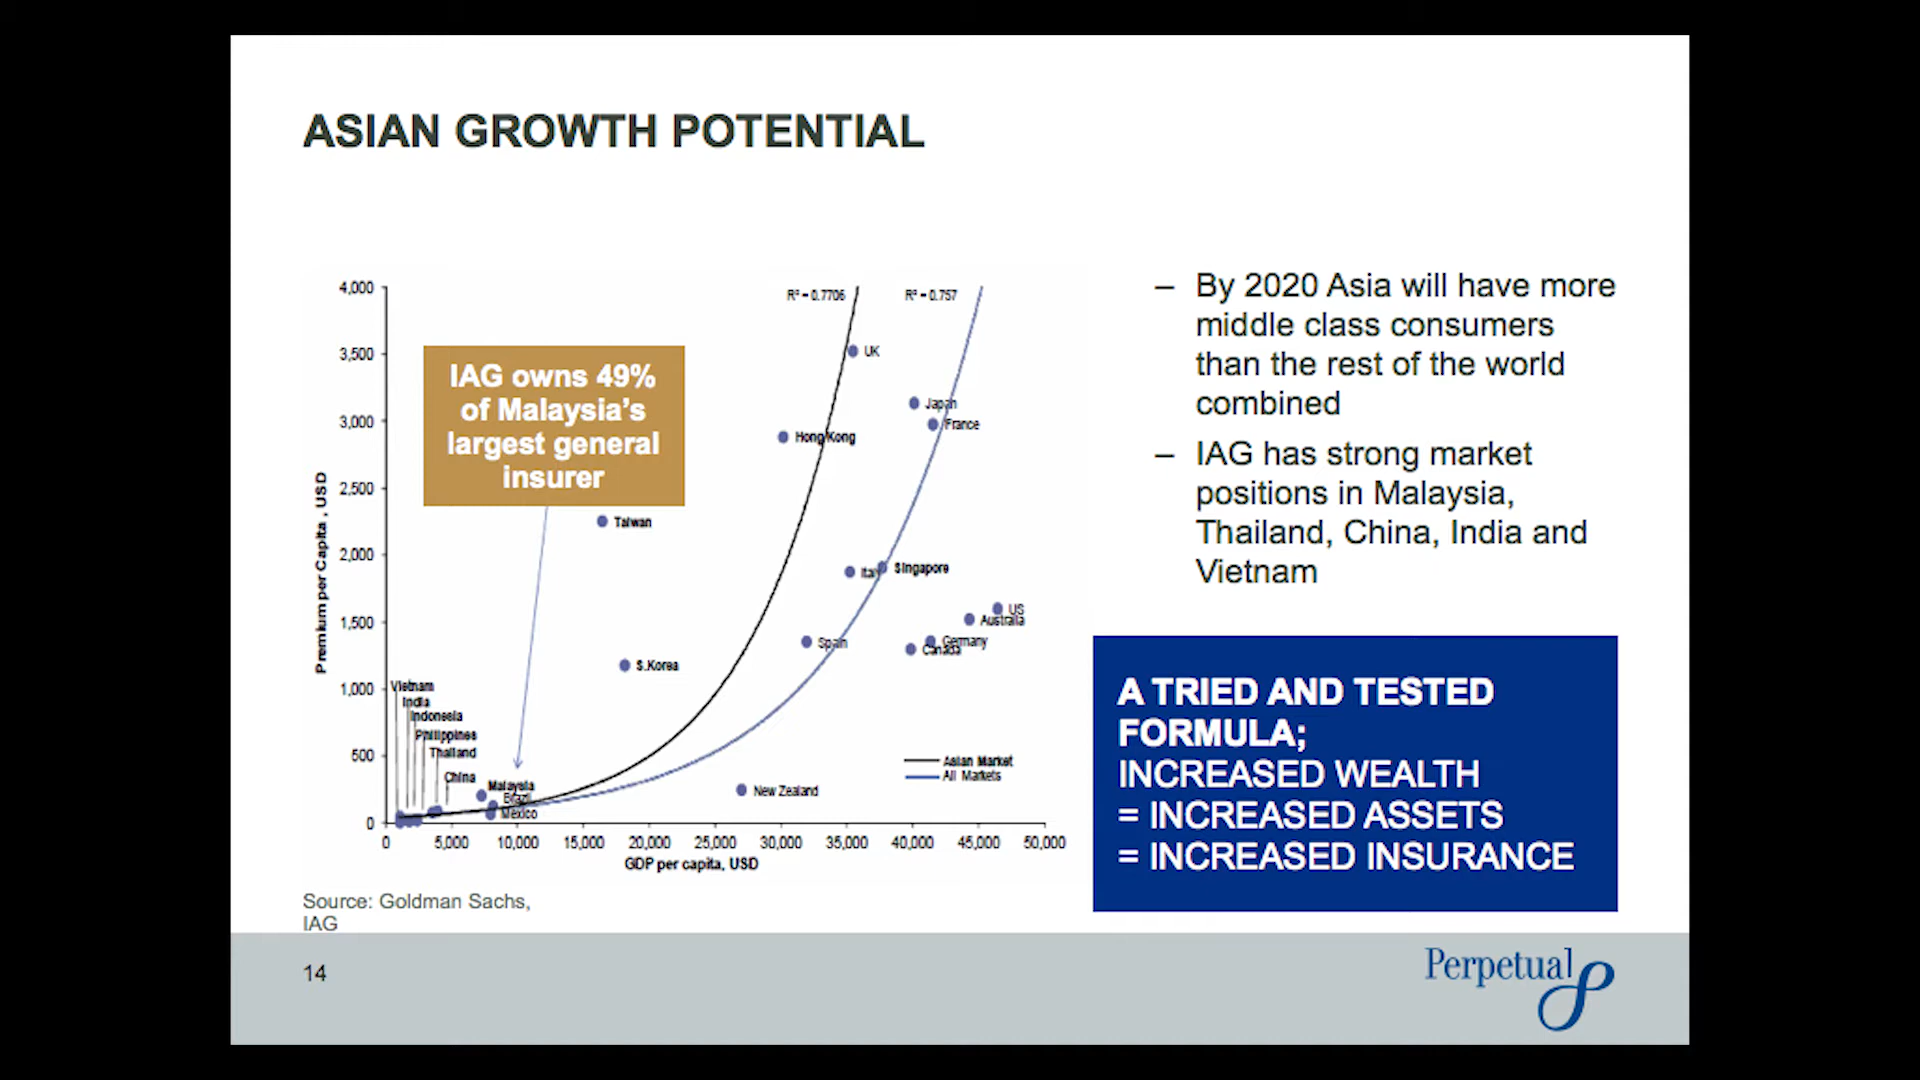 ASIAN GROWTH POTENTIAL
4,000
3,500
3,000
2,500
2,000
1,500
1,000
500
0
Premium per Capita , USD
R² = 0.7706
R² = 0.757
IAG owns 49%
of Malaysia’s
largest general
insurer
UK
Japan
France
Hong Kong
Taiwan
Italy
Singapore
US
Australia
Germany
Canada
Spain
S.Korea
Vietnam
India
Indonesia
Philippines
Thailand
China
Malaysia
Brazil
Mexico
New Zealand
Asian Market
All Markets
0 5,000 10,000 15,000 20,000 25,000 30,000 35,000 40,000 45,000 50,000
GDP per capita, USD
Source: Goldman Sachs,
IAG
– By 2020 Asia will have more
middle class consumers
than the rest of the world
combined
– IAG has strong market
positions in Malaysia,
Thailand, China, India and
Vietnam
A TRIED AND TESTED
FORMULA;
INCREASED WEALTH
= INCREASED ASSETS
= INCREASED INSURANCE
14
Perpetual